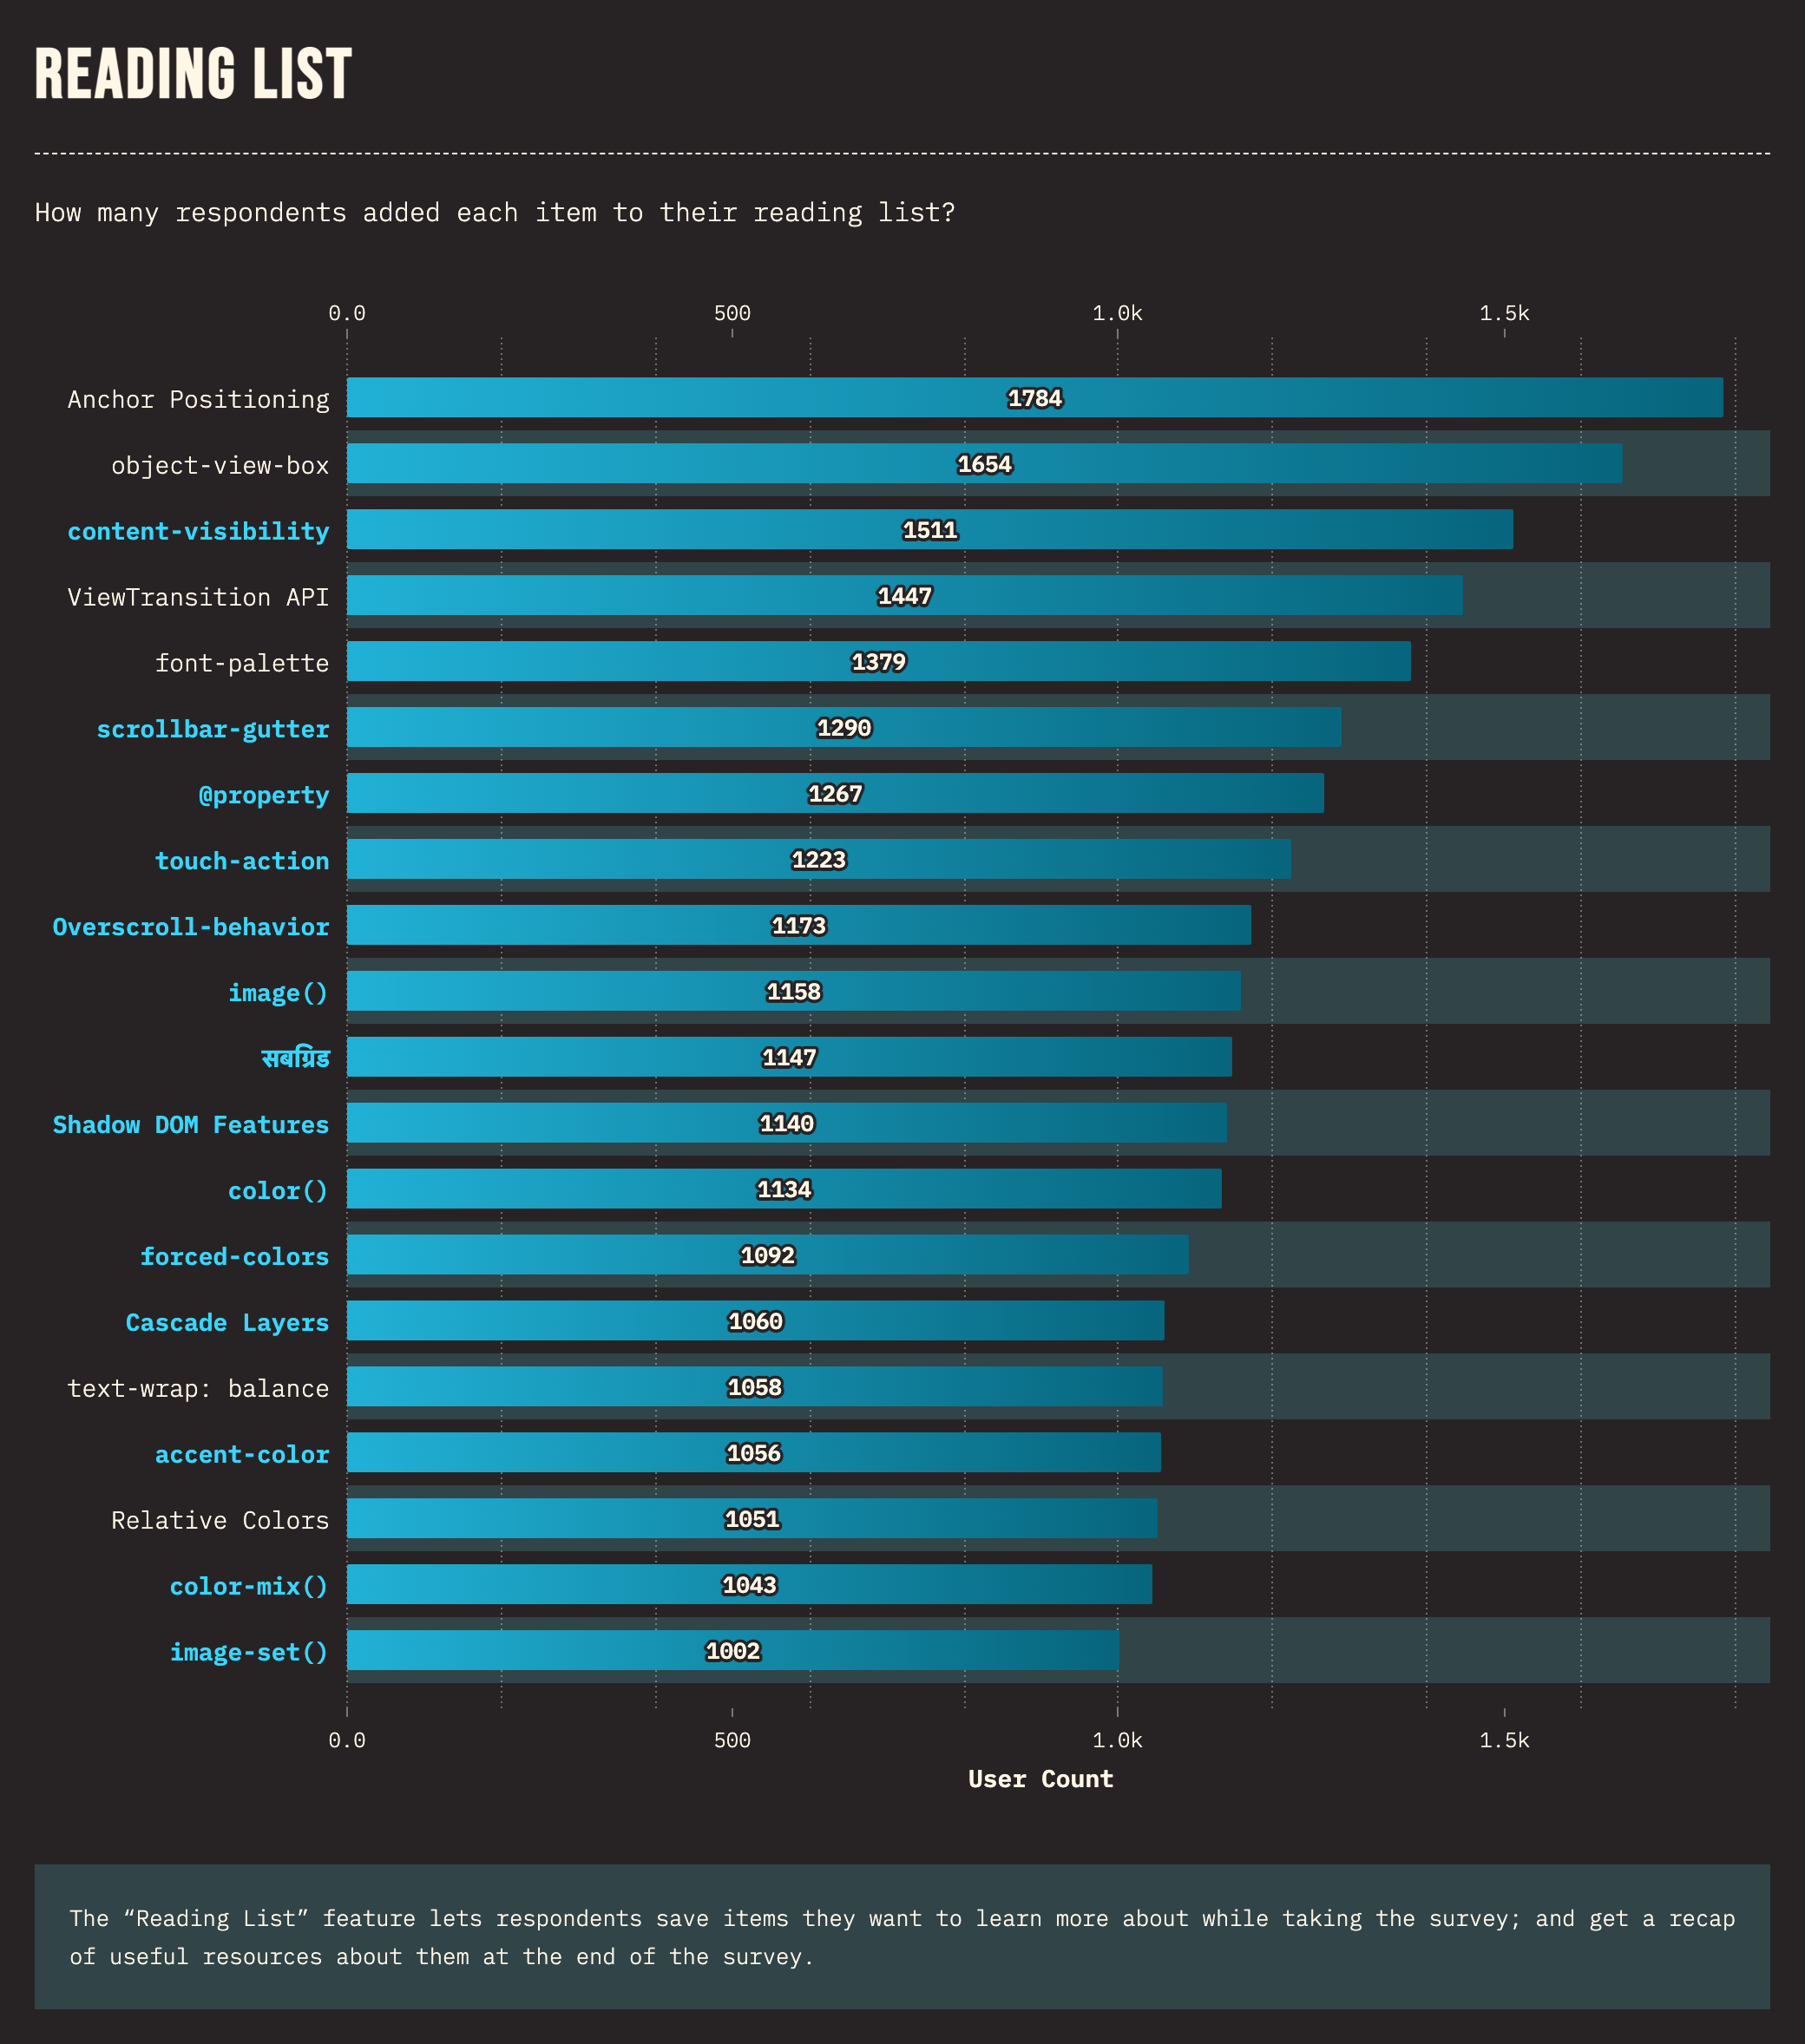 READING LIST
How many respondents added each item to their reading list?
0.0 500 1.0k 1.5k
Anchor Positioning 1784
object-view-box 1654
content-visibility 1511
ViewTransition API 1447
font-palette 1379
scrollbar-gutter 1290
@property 1267
touch-action 1223
Overscroll-behavior 1173
image() 1158
सबग्रिड 1147
Shadow DOM Features 1140
color() 1134
forced-colors 1092
Cascade Layers 1060
text-wrap: balance 1058
accent-color 1056
Relative Colors 1051
color-mix() 1043
image-set() 1002
0.0 500 1.0k 1.5k
User Count
The “Reading List” feature lets respondents save items they want to learn more about while taking the survey; and get a recap
of useful resources about them at the end of the survey.